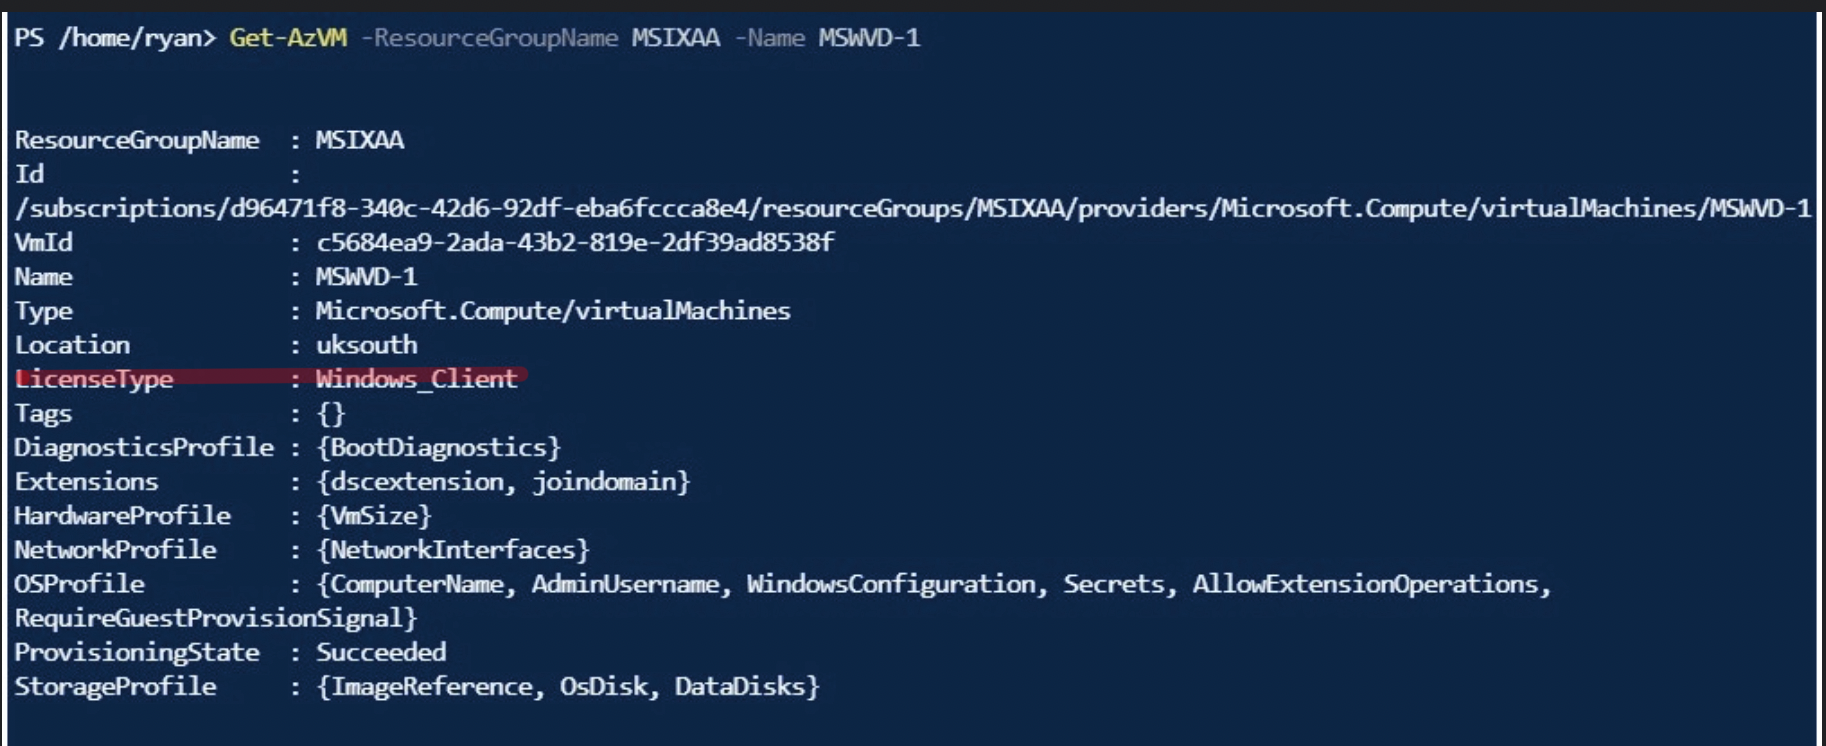 PS /home/ryan> Get-AzVM -ResourceGroupName MSIXAA -Name MSWVD-1
ResourceGroupName : MSIXAA
Id :
/subscriptions/d96471f8-340c-42d6-92df-eba6fccca8e4/resourceGroups/MSIXAA/providers/Microsoft.Compute/virtualMachines/MSWVD-1
VmId : c5684ea9-2ada-43b2-819e-2df39ad8538f
Name : MSWVD-1
Type : Microsoft.Compute/virtualMachines
Location : uksouth
LicenseType : Windows_Client
Tags : {}
DiagnosticsProfile : {BootDiagnostics}
Extensions : {dscextension, joindomain}
HardwareProfile : {VmSize}
NetworkProfile : {NetworkInterfaces}
OSProfile : {ComputerName, AdminUsername, WindowsConfiguration, Secrets, AllowExtensionOperations,
RequireGuestProvisionSignal}
ProvisioningState : Succeeded
StorageProfile : {ImageReference, OsDisk, DataDisks}